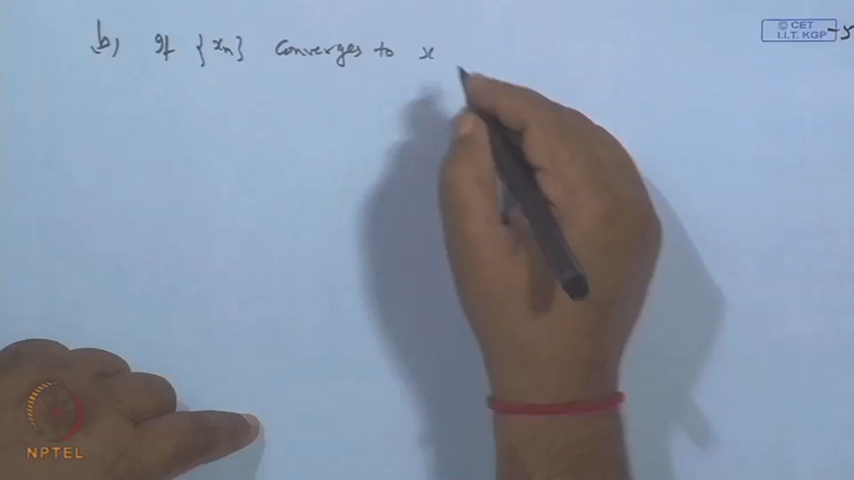 b) If {xn} Converges to x
© CET
I.I.T. KGP
NPTEL